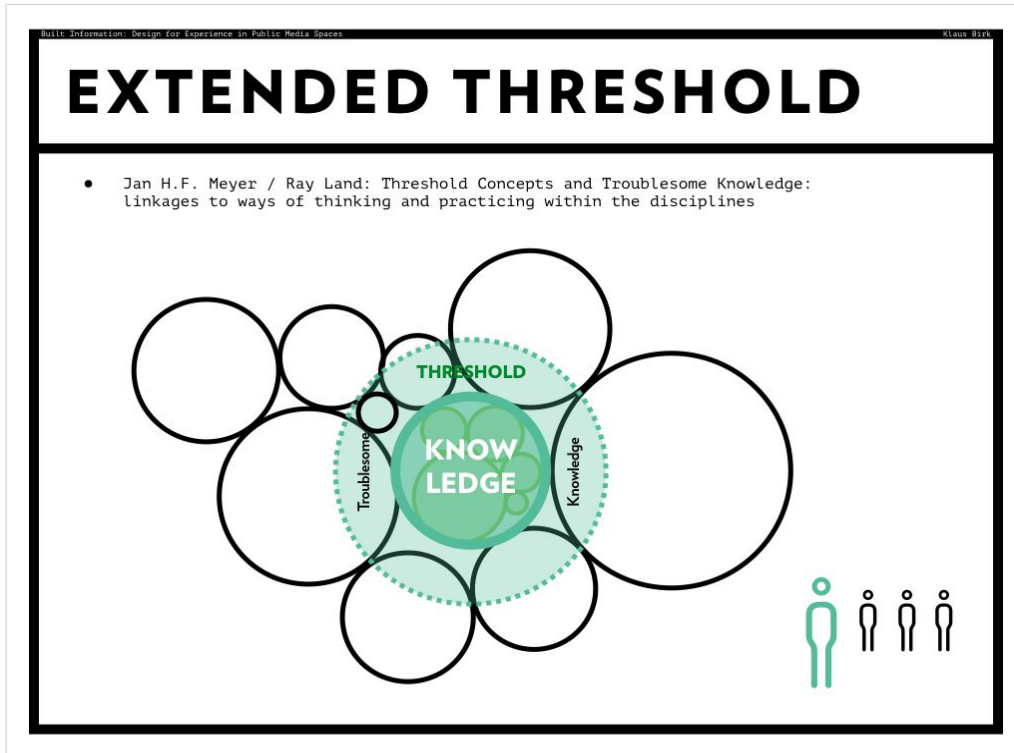 Built Information: Design for Experience in Public Media Spaces
Klaus Birk
EXTENDED THRESHOLD
• Jan H.F. Meyer / Ray Land: Threshold Concepts and Troublesome Knowledge:
linkages to ways of thinking and practicing within the disciplines
THRESHOLD
Troublesome
KNOW
LEDGE
Knowledge